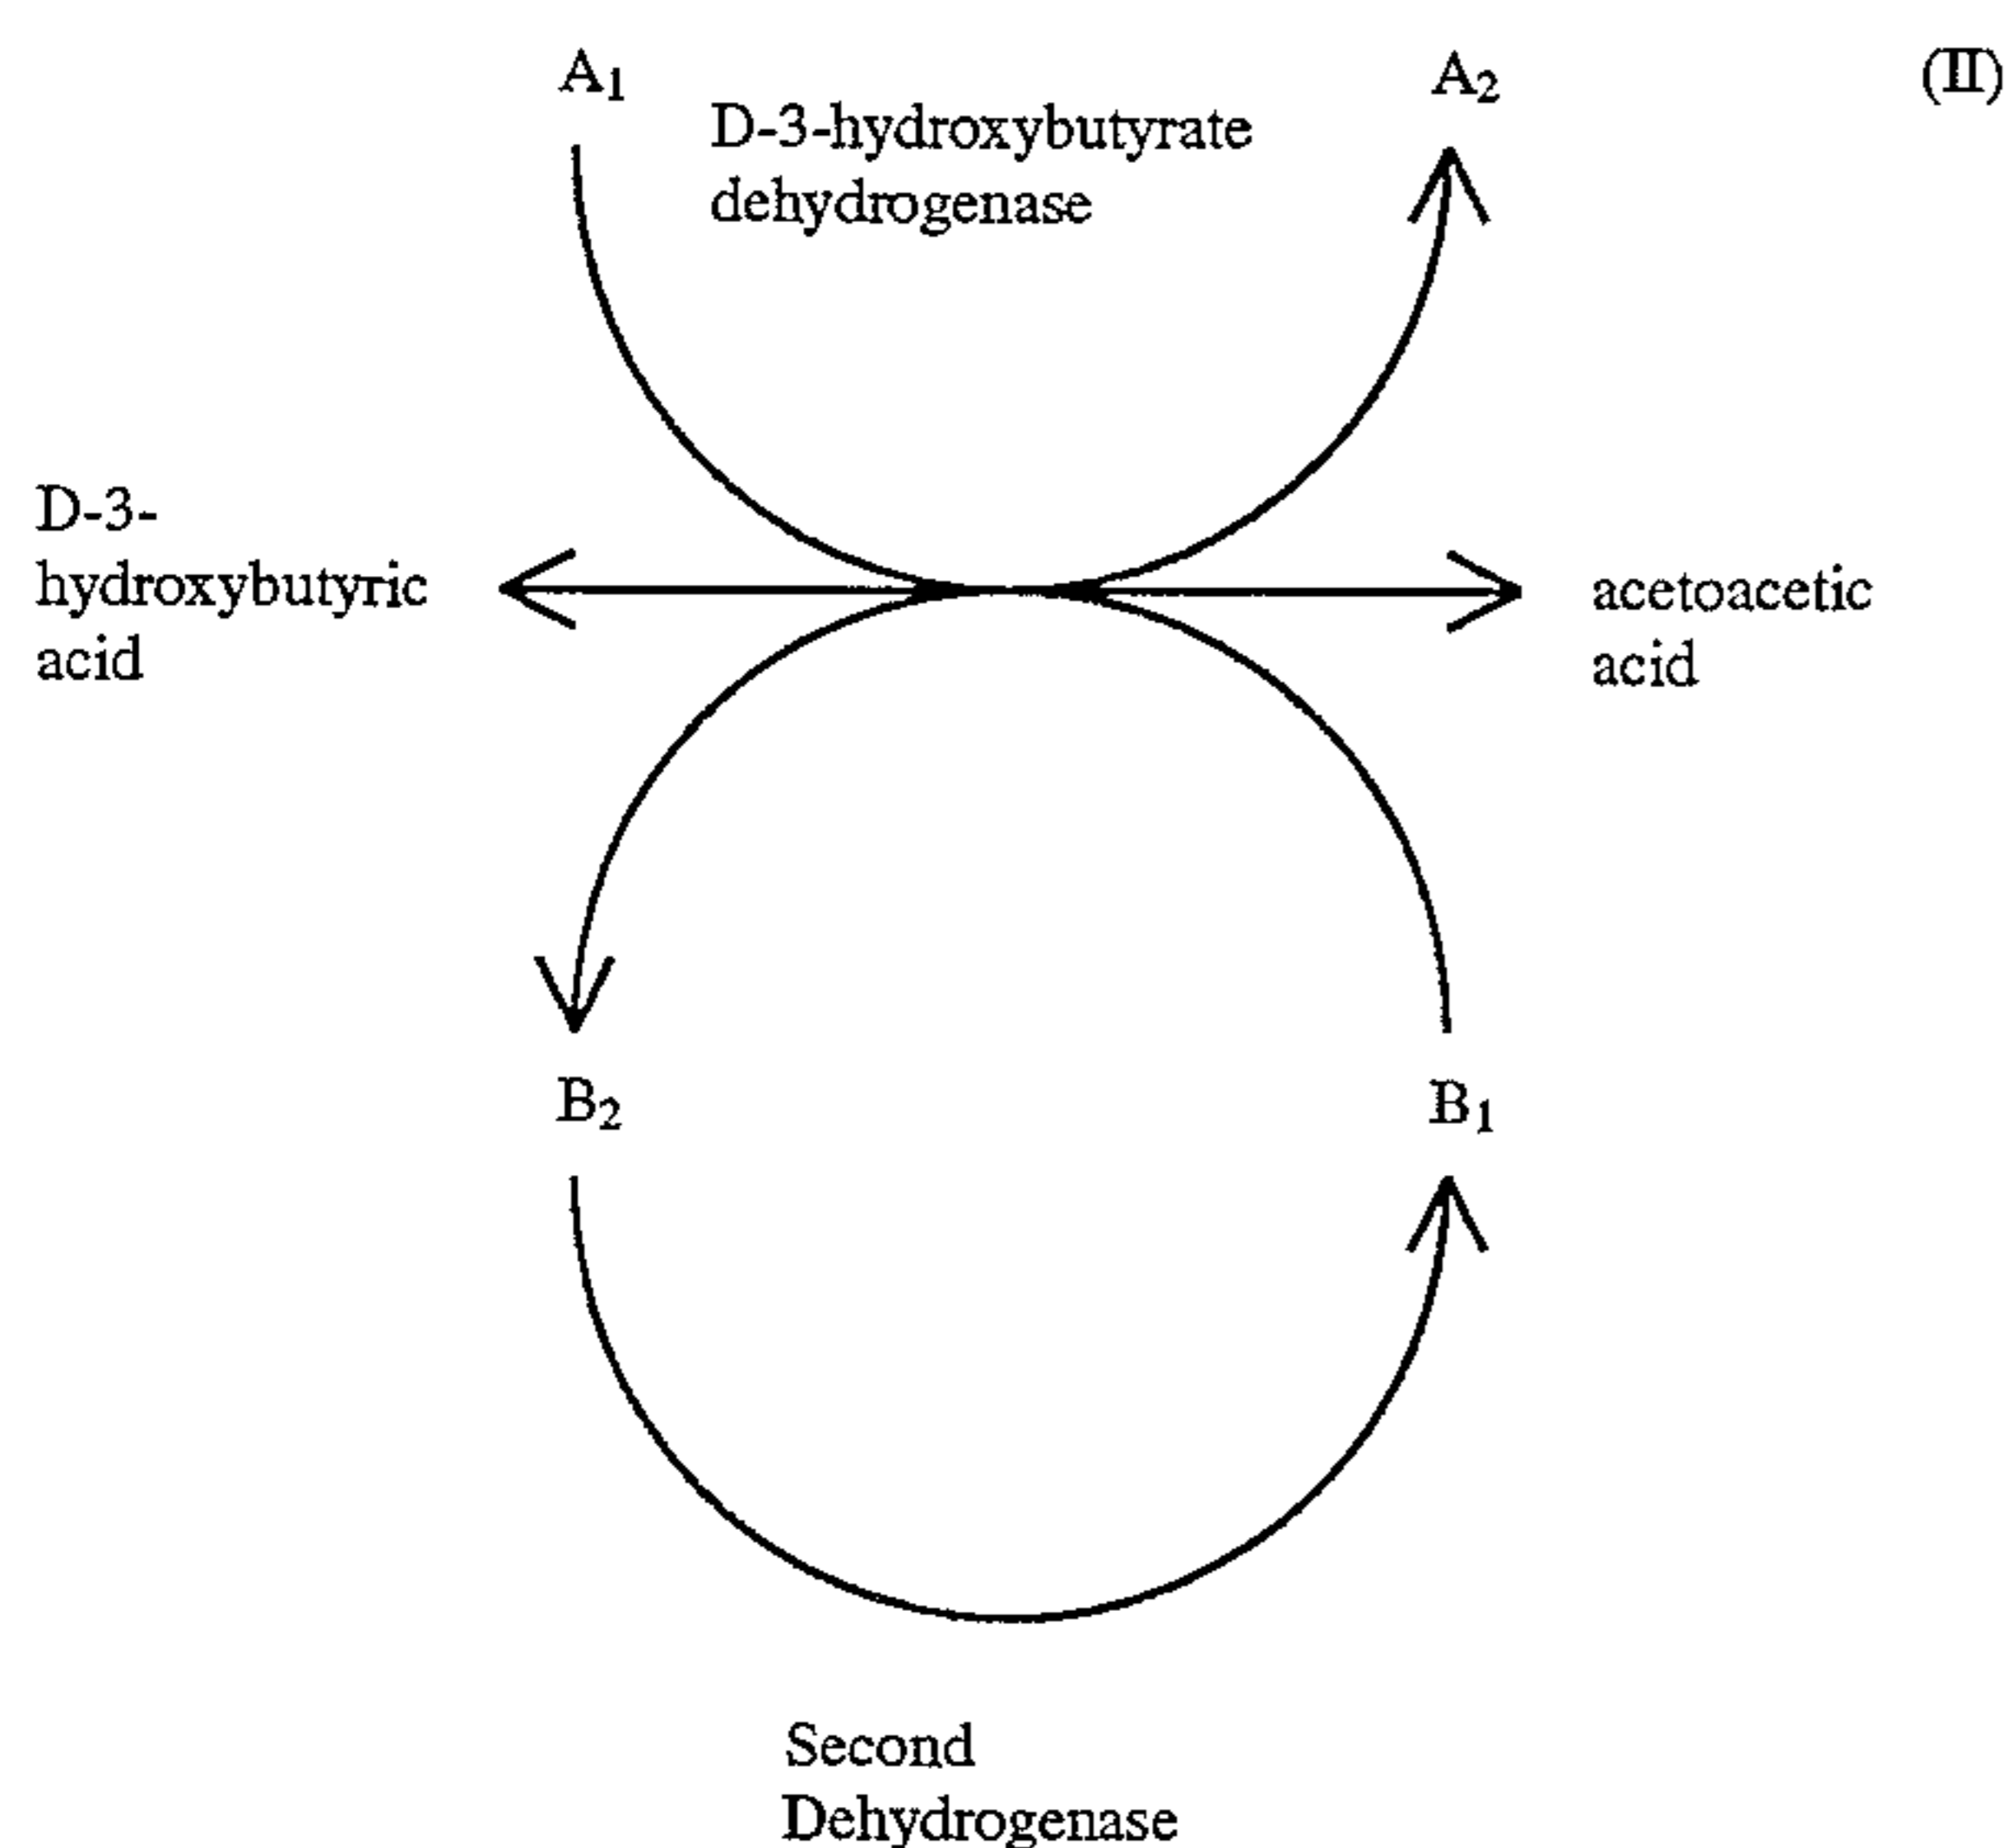 A₁
A₂
(II)
D-3-hydroxybutyrate
dehydrogenase
D-3-
hydroxybutyric
acid
acetoacetic
acid
B₂
B₁
Second
Dehydrogenase